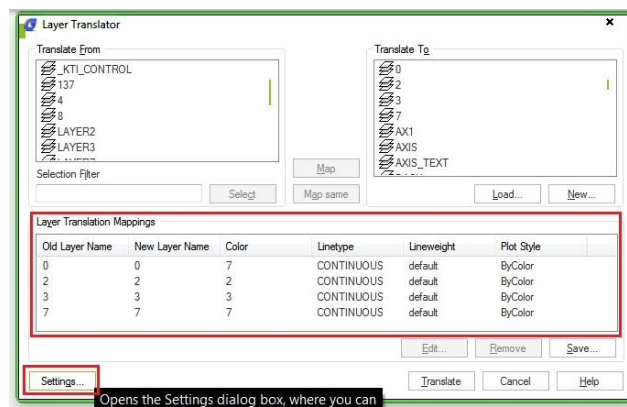 Layer Translator
Translate From
_KTI_CONTROL
137
4
8
LAYER2
LAYER3
Selection Filter
Select
Map
Map same
Translate To
0
2
3
7
AX1
AXIS
AXIS_TEXT
Load... New...
Layer Translation Mappings
Old Layer Name New Layer Name Color Linetype Lineweight Plot Style
0 0 7 CONTINUOUS default ByColor
2 2 2 CONTINUOUS default ByColor
3 3 3 CONTINUOUS default ByColor
7 7 7 CONTINUOUS default ByColor
Edit... Remove Save...
Settings... Translate Cancel Help
Opens the Settings dialog box, where you can